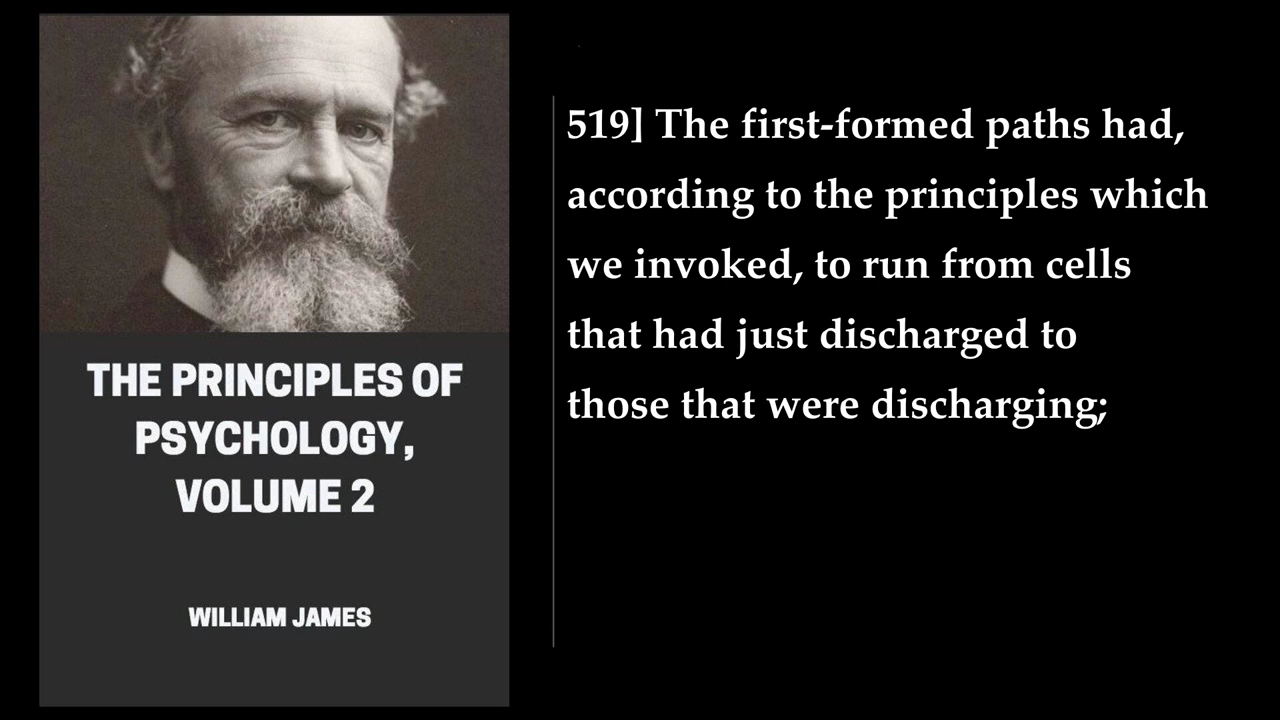 THE PRINCIPLES OF
PSYCHOLOGY,
VOLUME 2
WILLIAM JAMES
519] The first-formed paths had,
according to the principles which
we invoked, to run from cells
that had just discharged to
those that were discharging;